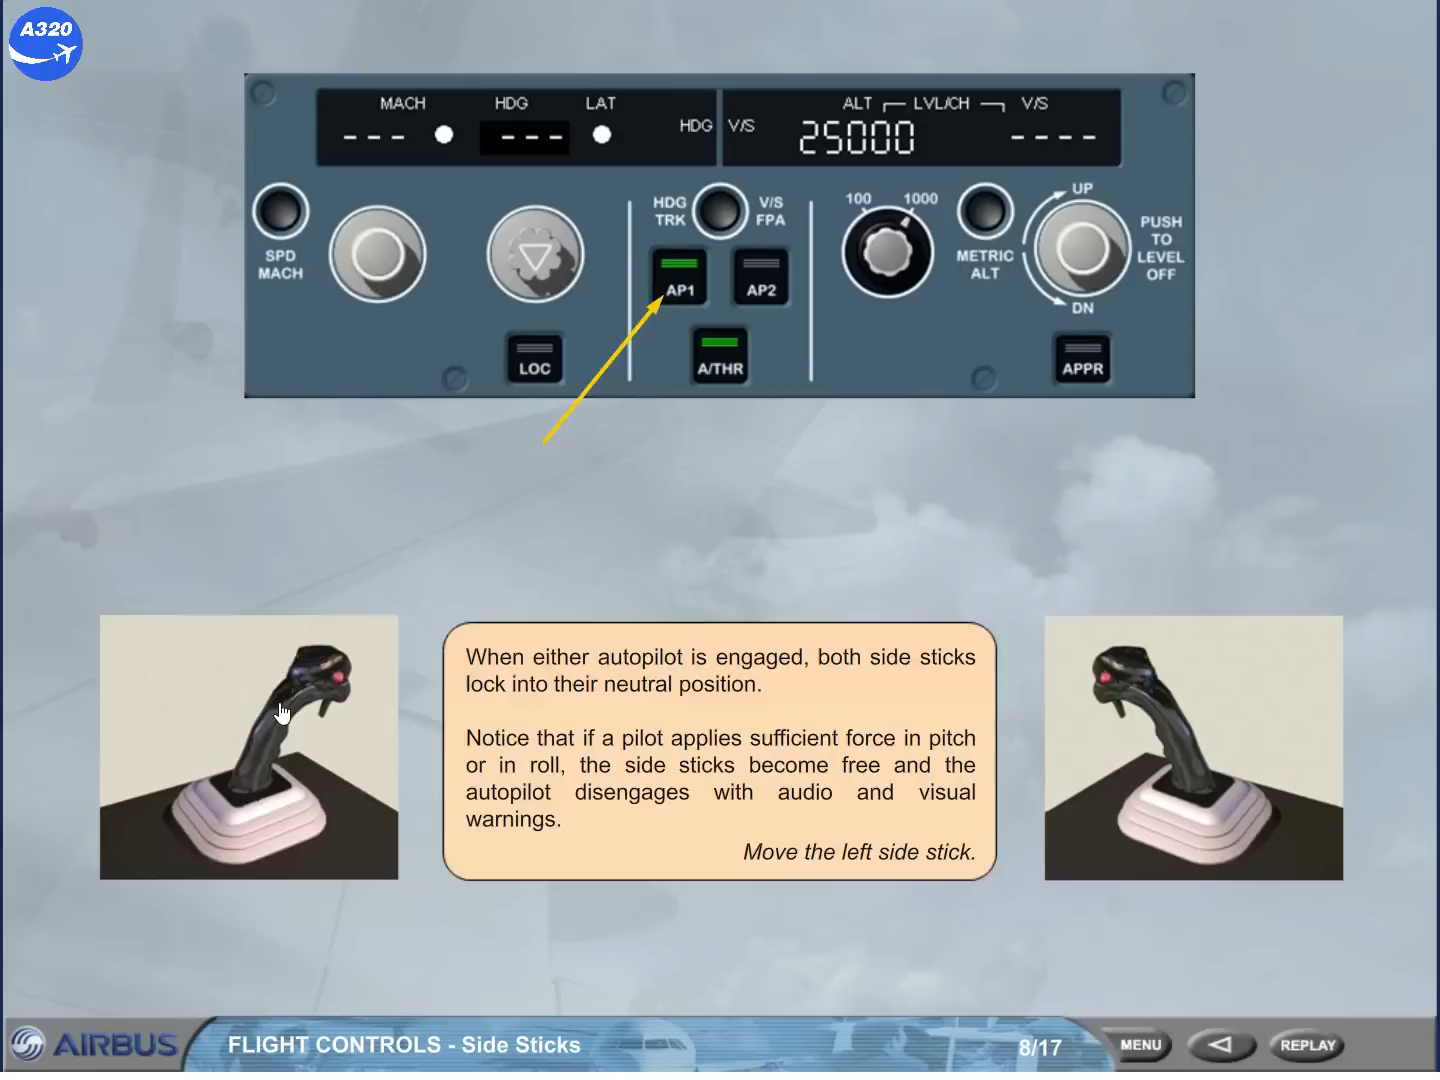 A320
MACH HDG LAT ALT LVL/CH V/S
--- --- HDG V/S 25000 ----
HDG TRK V/S FPA
100 1000
UP
SPD MACH
METRIC ALT
PUSH TO LEVEL OFF
AP1 AP2
DN
LOC A/THR APPR
When either autopilot is engaged, both side sticks
lock into their neutral position.
Notice that if a pilot applies sufficient force in pitch
or in roll, the side sticks become free and the
autopilot disengages with audio and visual
warnings.
Move the left side stick.
AIRBUS FLIGHT CONTROLS - Side Sticks 8/17 MENU REPLAY